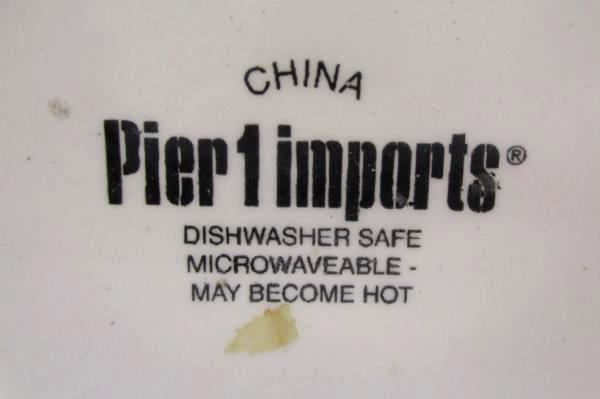 CHINA
Pier 1 imports®
DISHWASHER SAFE
MICROWAVEABLE -
MAY BECOME HOT